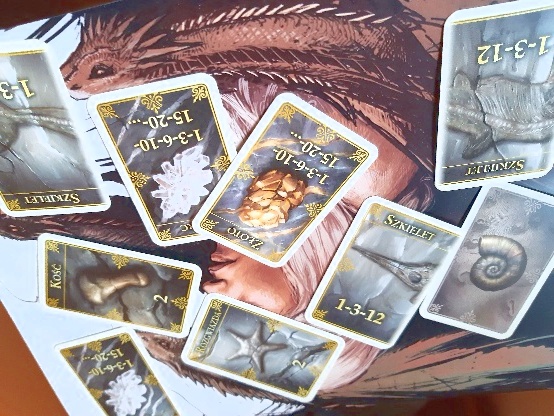 1-3-12
SZKIELET
1-3-6-10-
15-20-...
1-3-6-10-
15-20-...
ZŁOTO
SZKIELET
1-3-12
KOŚĆ
2
ROZGWIAZDA
2
1-3-6-10-
15-20-...
1-3
SZKIELET